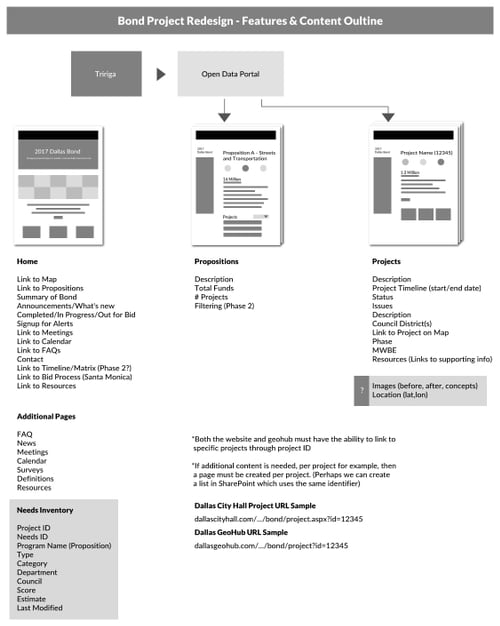 Bond Project Redesign - Features & Content Oultine
Tririga
Open Data Portal
2017 Dallas Bond
2017
Dallas Bond
Proposition A - Streets
and Transportation
Projects
2017
Dallas Bond
Project Name (12345)
Home
Link to Map
Link to Propositions
Summary of Bond
Announcements/What's new
Completed/In Progress/Out for Bid
Signup for Alerts
Link to Meetings
Link to Calendar
Link to FAQs
Contact
Link to Timeline/Matrix (Phase 2?)
Link to Bid Process (Santa Monica)
Link to Resources
Propositions
Description
Total Funds
# Projects
Filtering (Phase 2)
Projects
Description
Project Timeline (start/end date)
Status
Issues
Description
Council District(s)
Link to Project on Map
Phase
MWBE
Resources (Links to supporting info)
?
Images (before, after, concepts)
Location (lat,lon)
Additional Pages
FAQ
News
Meetings
Calendar
Surveys
Definitions
Resources
*Both the website and geohub must have the ability to link to
specific projects through project ID
*If additional content is needed, per project for example, then
a page must be created per project. (Perhaps we can create
a list in SharePoint which uses the same identifier)
Needs Inventory
Project ID
Needs ID
Program Name (Proposition)
Type
Category
Department
Council
Score
Estimate
Last Modified
Dallas City Hall Project URL Sample
dallascityhall.com/.../bond/project.aspx?id=12345
Dallas GeoHub URL Sample
dallasgeohub.com/.../bond/project?id=12345